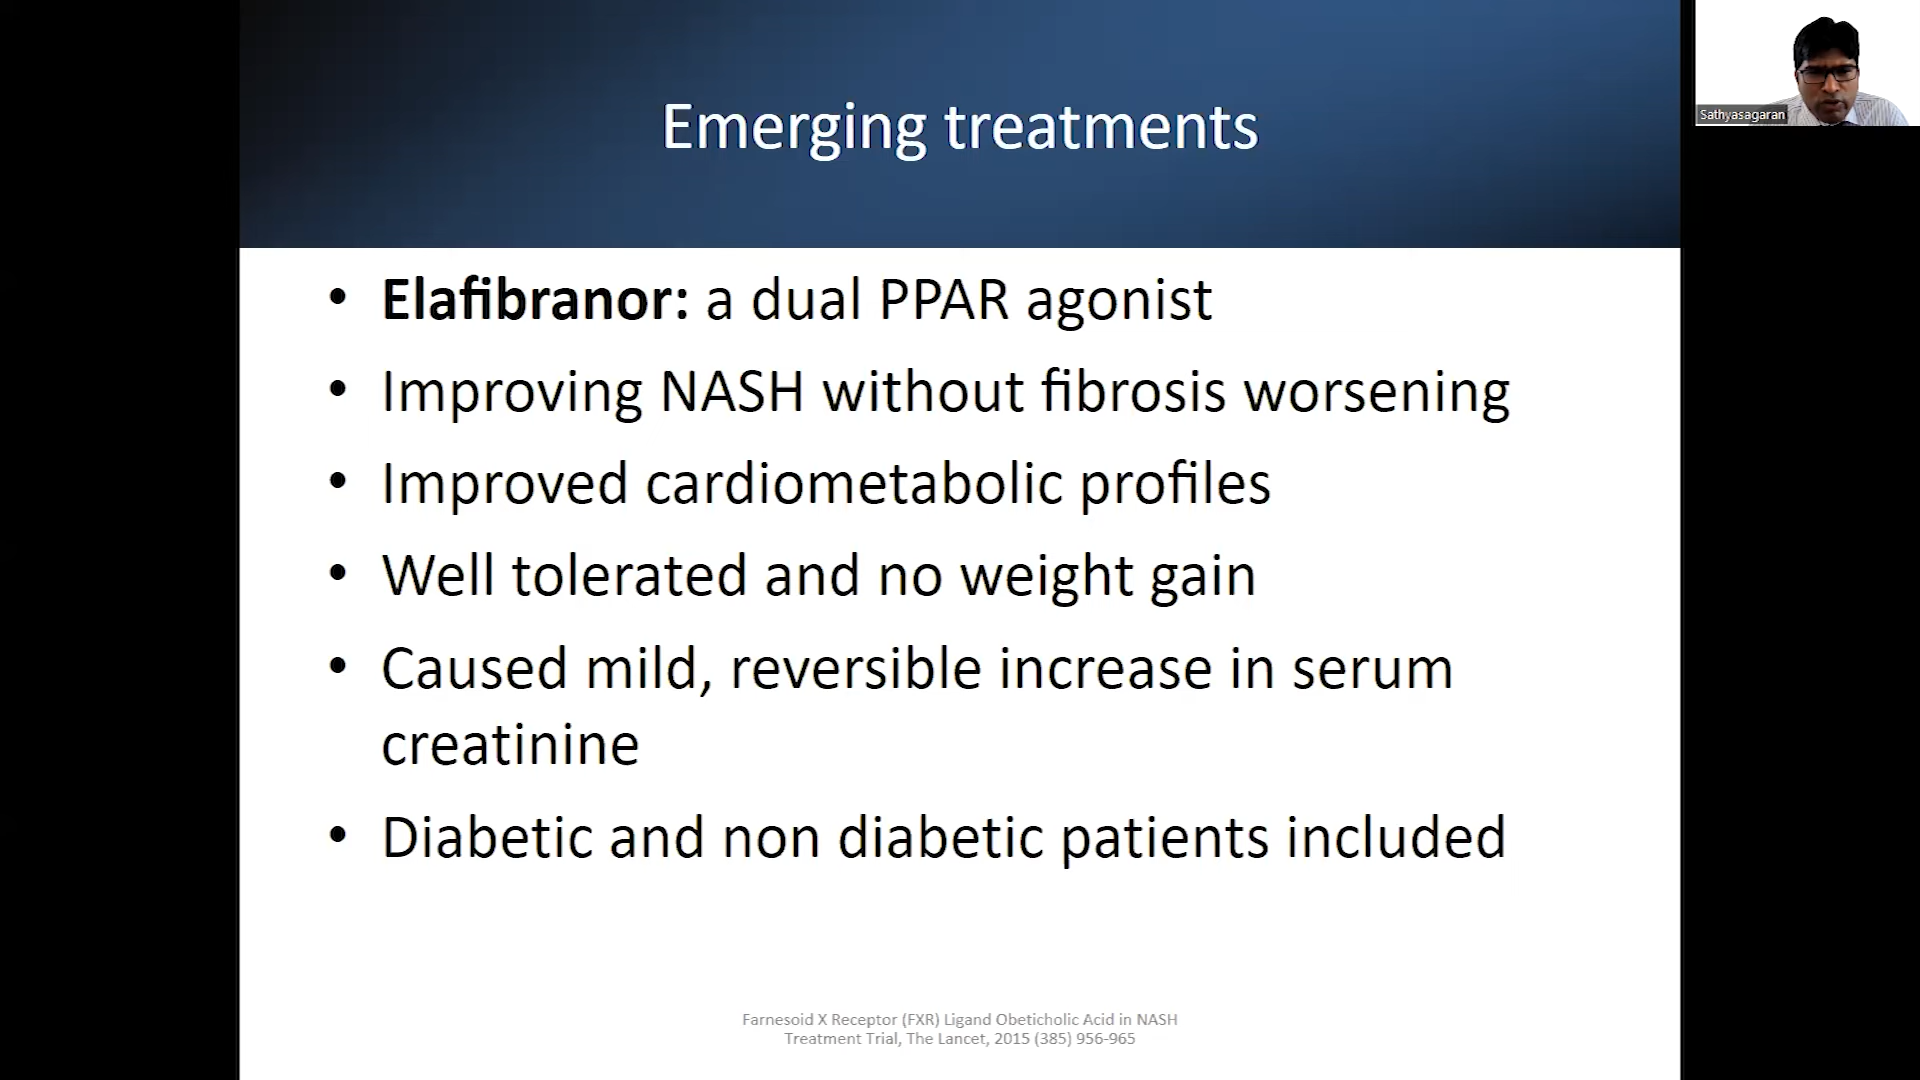 Emerging treatments
Sathyasagaran
• Elafibranor: a dual PPAR agonist
• Improving NASH without fibrosis worsening
• Improved cardiometabolic profiles
• Well tolerated and no weight gain
• Caused mild, reversible increase in serum
creatinine
• Diabetic and non diabetic patients included
Farnesoid X Receptor (FXR) Ligand Obeticholic Acid in NASH
Treatment Trial, The Lancet, 2015 (385) 956-965